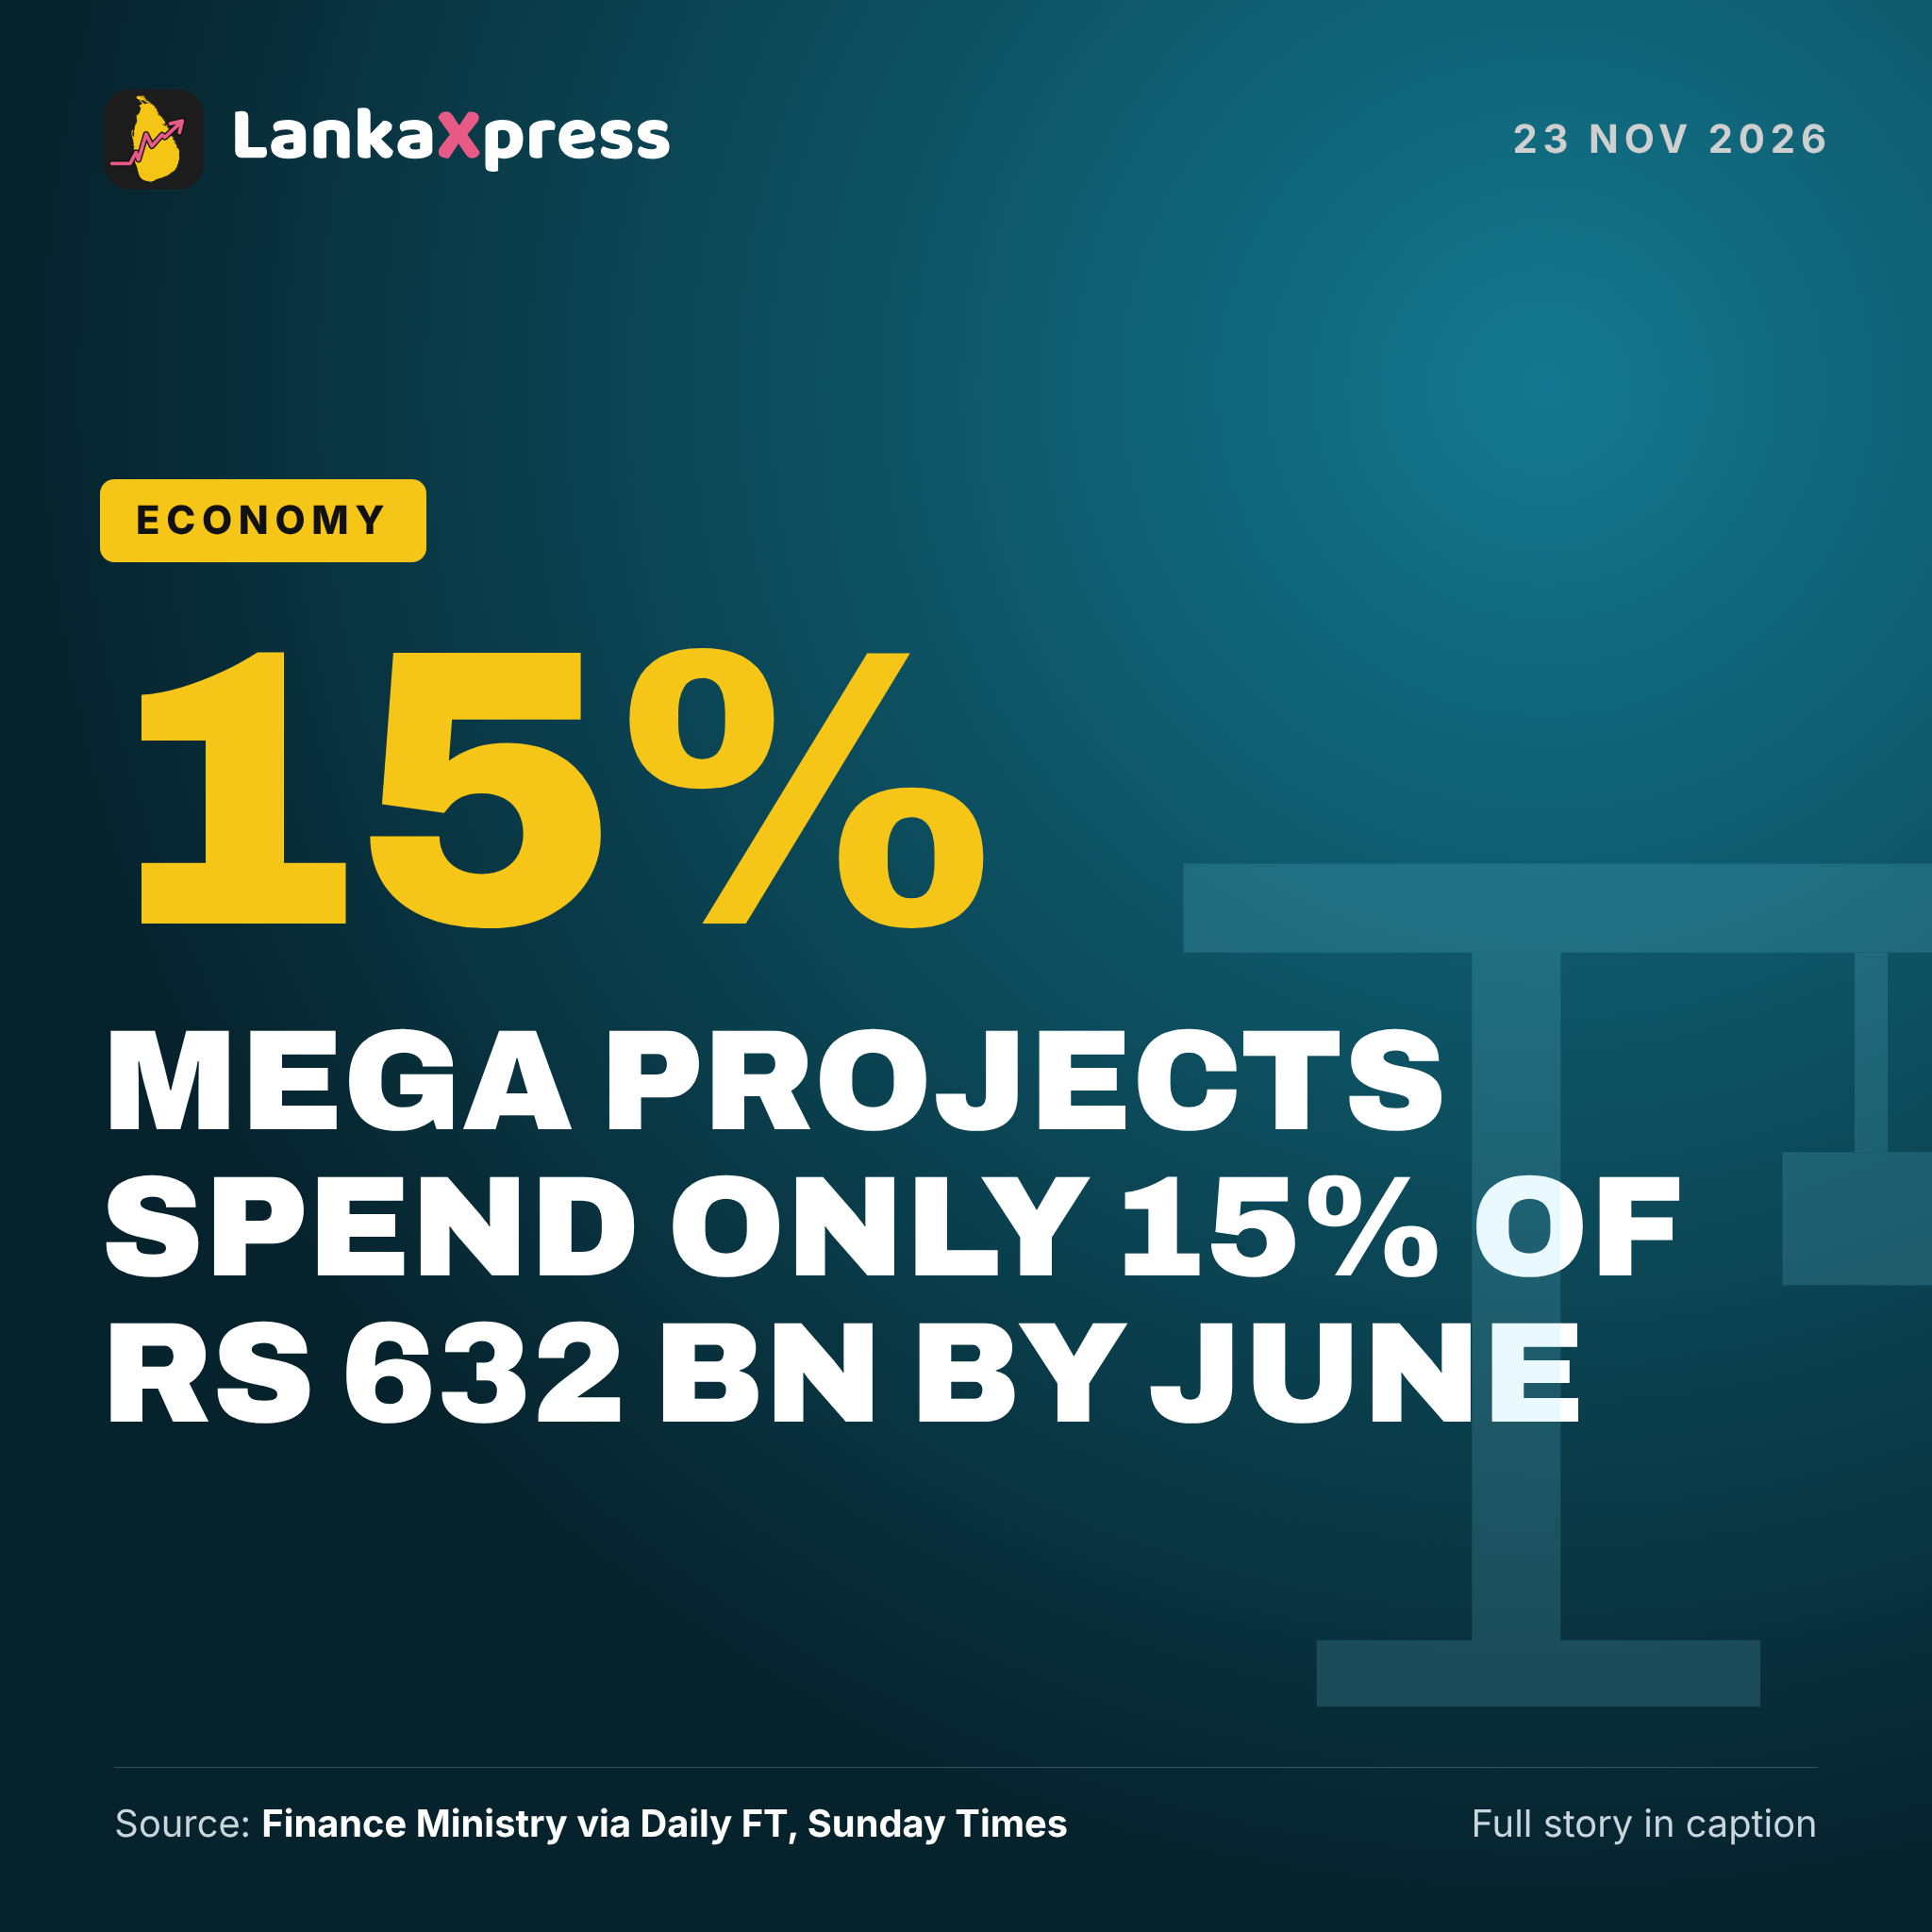 LankaXpress
23 NOV 2026
ECONOMY
15%
MEGA PROJECTS
SPEND ONLY 15% OF
RS 632 BN BY JUNE
Source: Finance Ministry via Daily FT, Sunday Times
Full story in caption